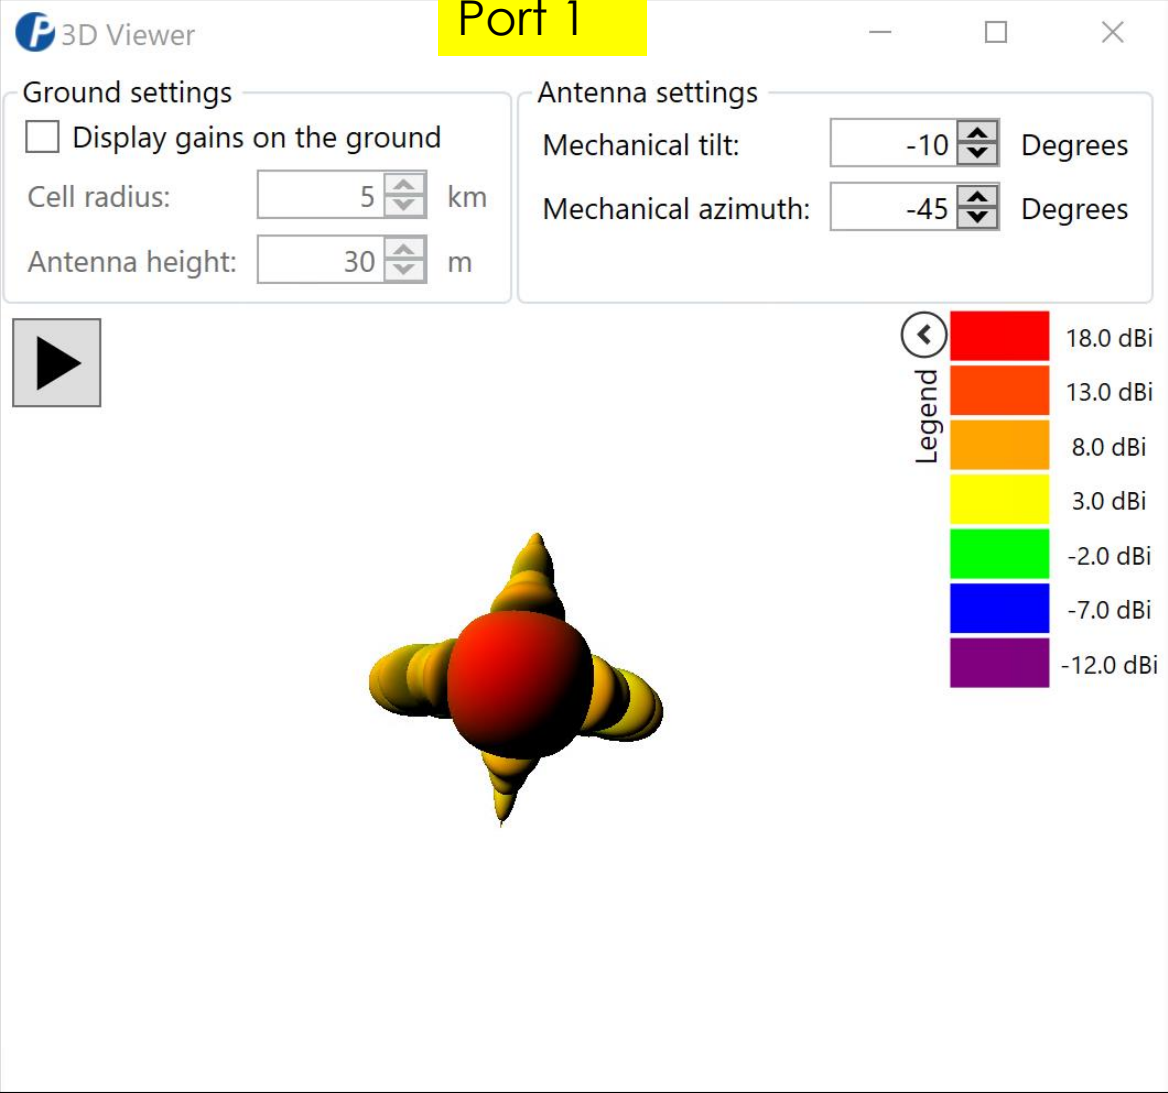 Port 1
3D Viewer
Ground settings
Display gains on the ground
Cell radius: 5 km
Antenna height: 30 m
Antenna settings
Mechanical tilt: -10 Degrees
Mechanical azimuth: -45 Degrees
Legend
18.0 dBi
13.0 dBi
8.0 dBi
3.0 dBi
-2.0 dBi
-7.0 dBi
-12.0 dBi